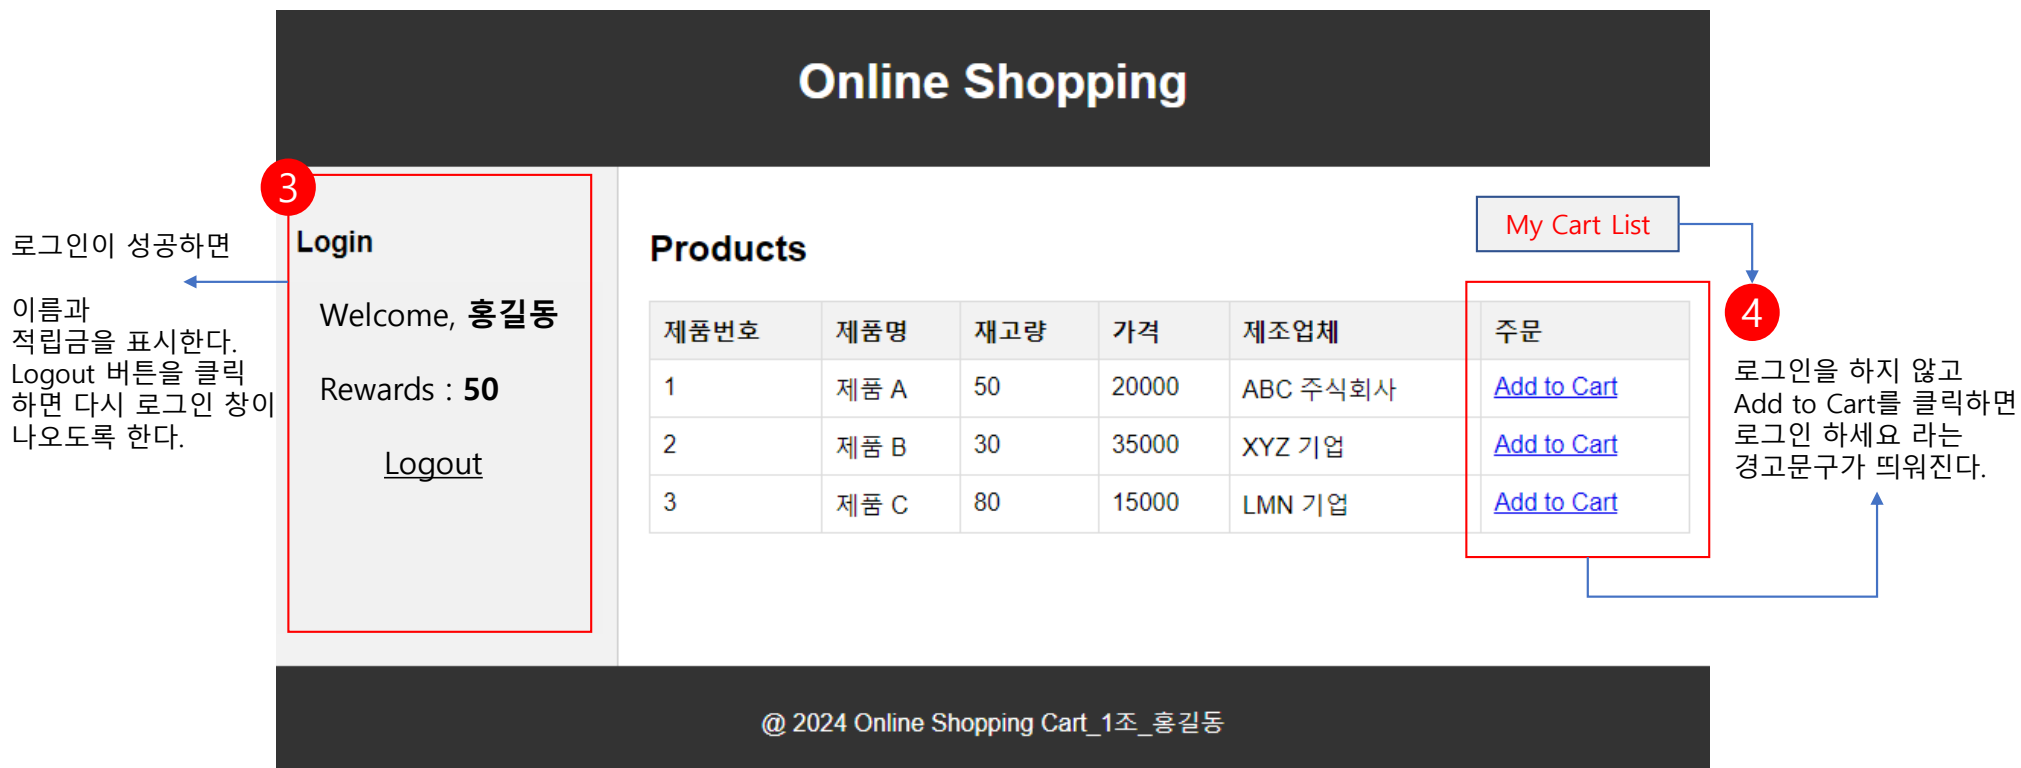 Online Shopping
3
로그인이 성공하면
이름과
적립금을 표시한다.
Logout 버튼을 클릭
하면 다시 로그인 창이
나오도록 한다.
Login
Welcome, 홍길동
Rewards : 50
Logout
Products
My Cart List
제품번호 제품명 재고량 가격 제조업체 주문
1 제품 A 50 20000 ABC 주식회사 Add to Cart
2 제품 B 30 35000 XYZ 기업 Add to Cart
3 제품 C 80 15000 LMN 기업 Add to Cart
4
로그인을 하지 않고
Add to Cart를 클릭하면
로그인 하세요 라는
경고문구가 띄워진다.
@ 2024 Online Shopping Cart_1조_홍길동